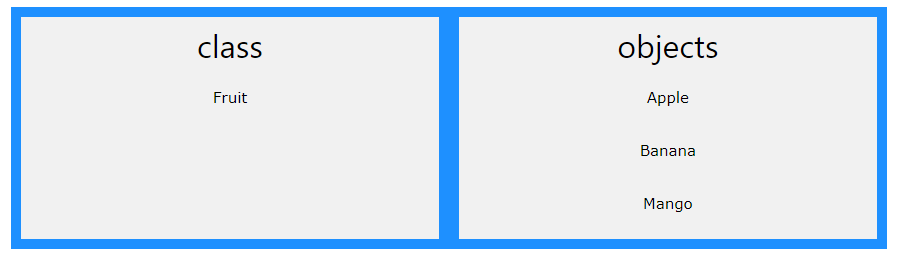 class
Fruit
objects
Apple
Banana
Mango